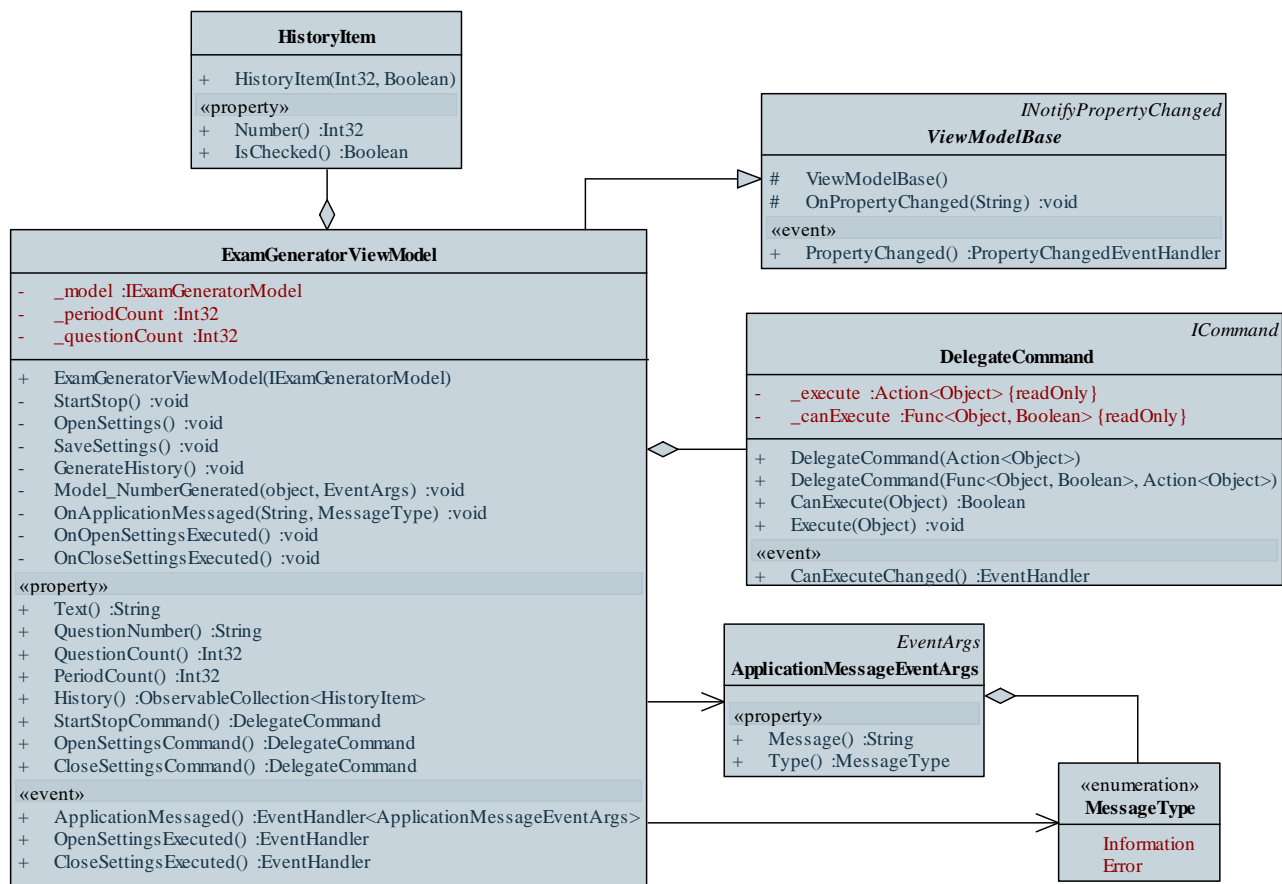 HistoryItem
+ HistoryItem(Int32, Boolean)
«property»
+ Number() :Int32
+ IsChecked() :Boolean
INotifyPropertyChanged
ViewModelBase
# ViewModelBase()
# OnPropertyChanged(String) :void
«event»
+ PropertyChanged() :PropertyChangedEventHandler
ExamGeneratorViewModel
- _model :IExamGeneratorModel
- _periodCount :Int32
- _questionCount :Int32
+ ExamGeneratorViewModel(IExamGeneratorModel)
- StartStop() :void
- OpenSettings() :void
- SaveSettings() :void
- GenerateHistory() :void
- Model_NumberGenerated(object, EventArgs) :void
- OnApplicationMessaged(String, MessageType) :void
- OnOpenSettingsExecuted() :void
- OnCloseSettingsExecuted() :void
«property»
+ Text() :String
+ QuestionNumber() :String
+ QuestionCount() :Int32
+ PeriodCount() :Int32
+ History() :ObservableCollection<HistoryItem>
+ StartStopCommand() :DelegateCommand
+ OpenSettingsCommand() :DelegateCommand
+ CloseSettingsCommand() :DelegateCommand
«event»
+ ApplicationMessaged() :EventHandler<ApplicationMessageEventArgs>
+ OpenSettingsExecuted() :EventHandler
+ CloseSettingsExecuted() :EventHandler
ICommand
DelegateCommand
- _execute :Action<Object> {readOnly}
- _canExecute :Func<Object, Boolean> {readOnly}
+ DelegateCommand(Action<Object>)
+ DelegateCommand(Func<Object, Boolean>, Action<Object>)
+ CanExecute(Object) :Boolean
+ Execute(Object) :void
«event»
+ CanExecuteChanged() :EventHandler
EventArgs
ApplicationMessageEventArgs
«property»
+ Message() :String
+ Type() :MessageType
«enumeration»
MessageType
Information
Error